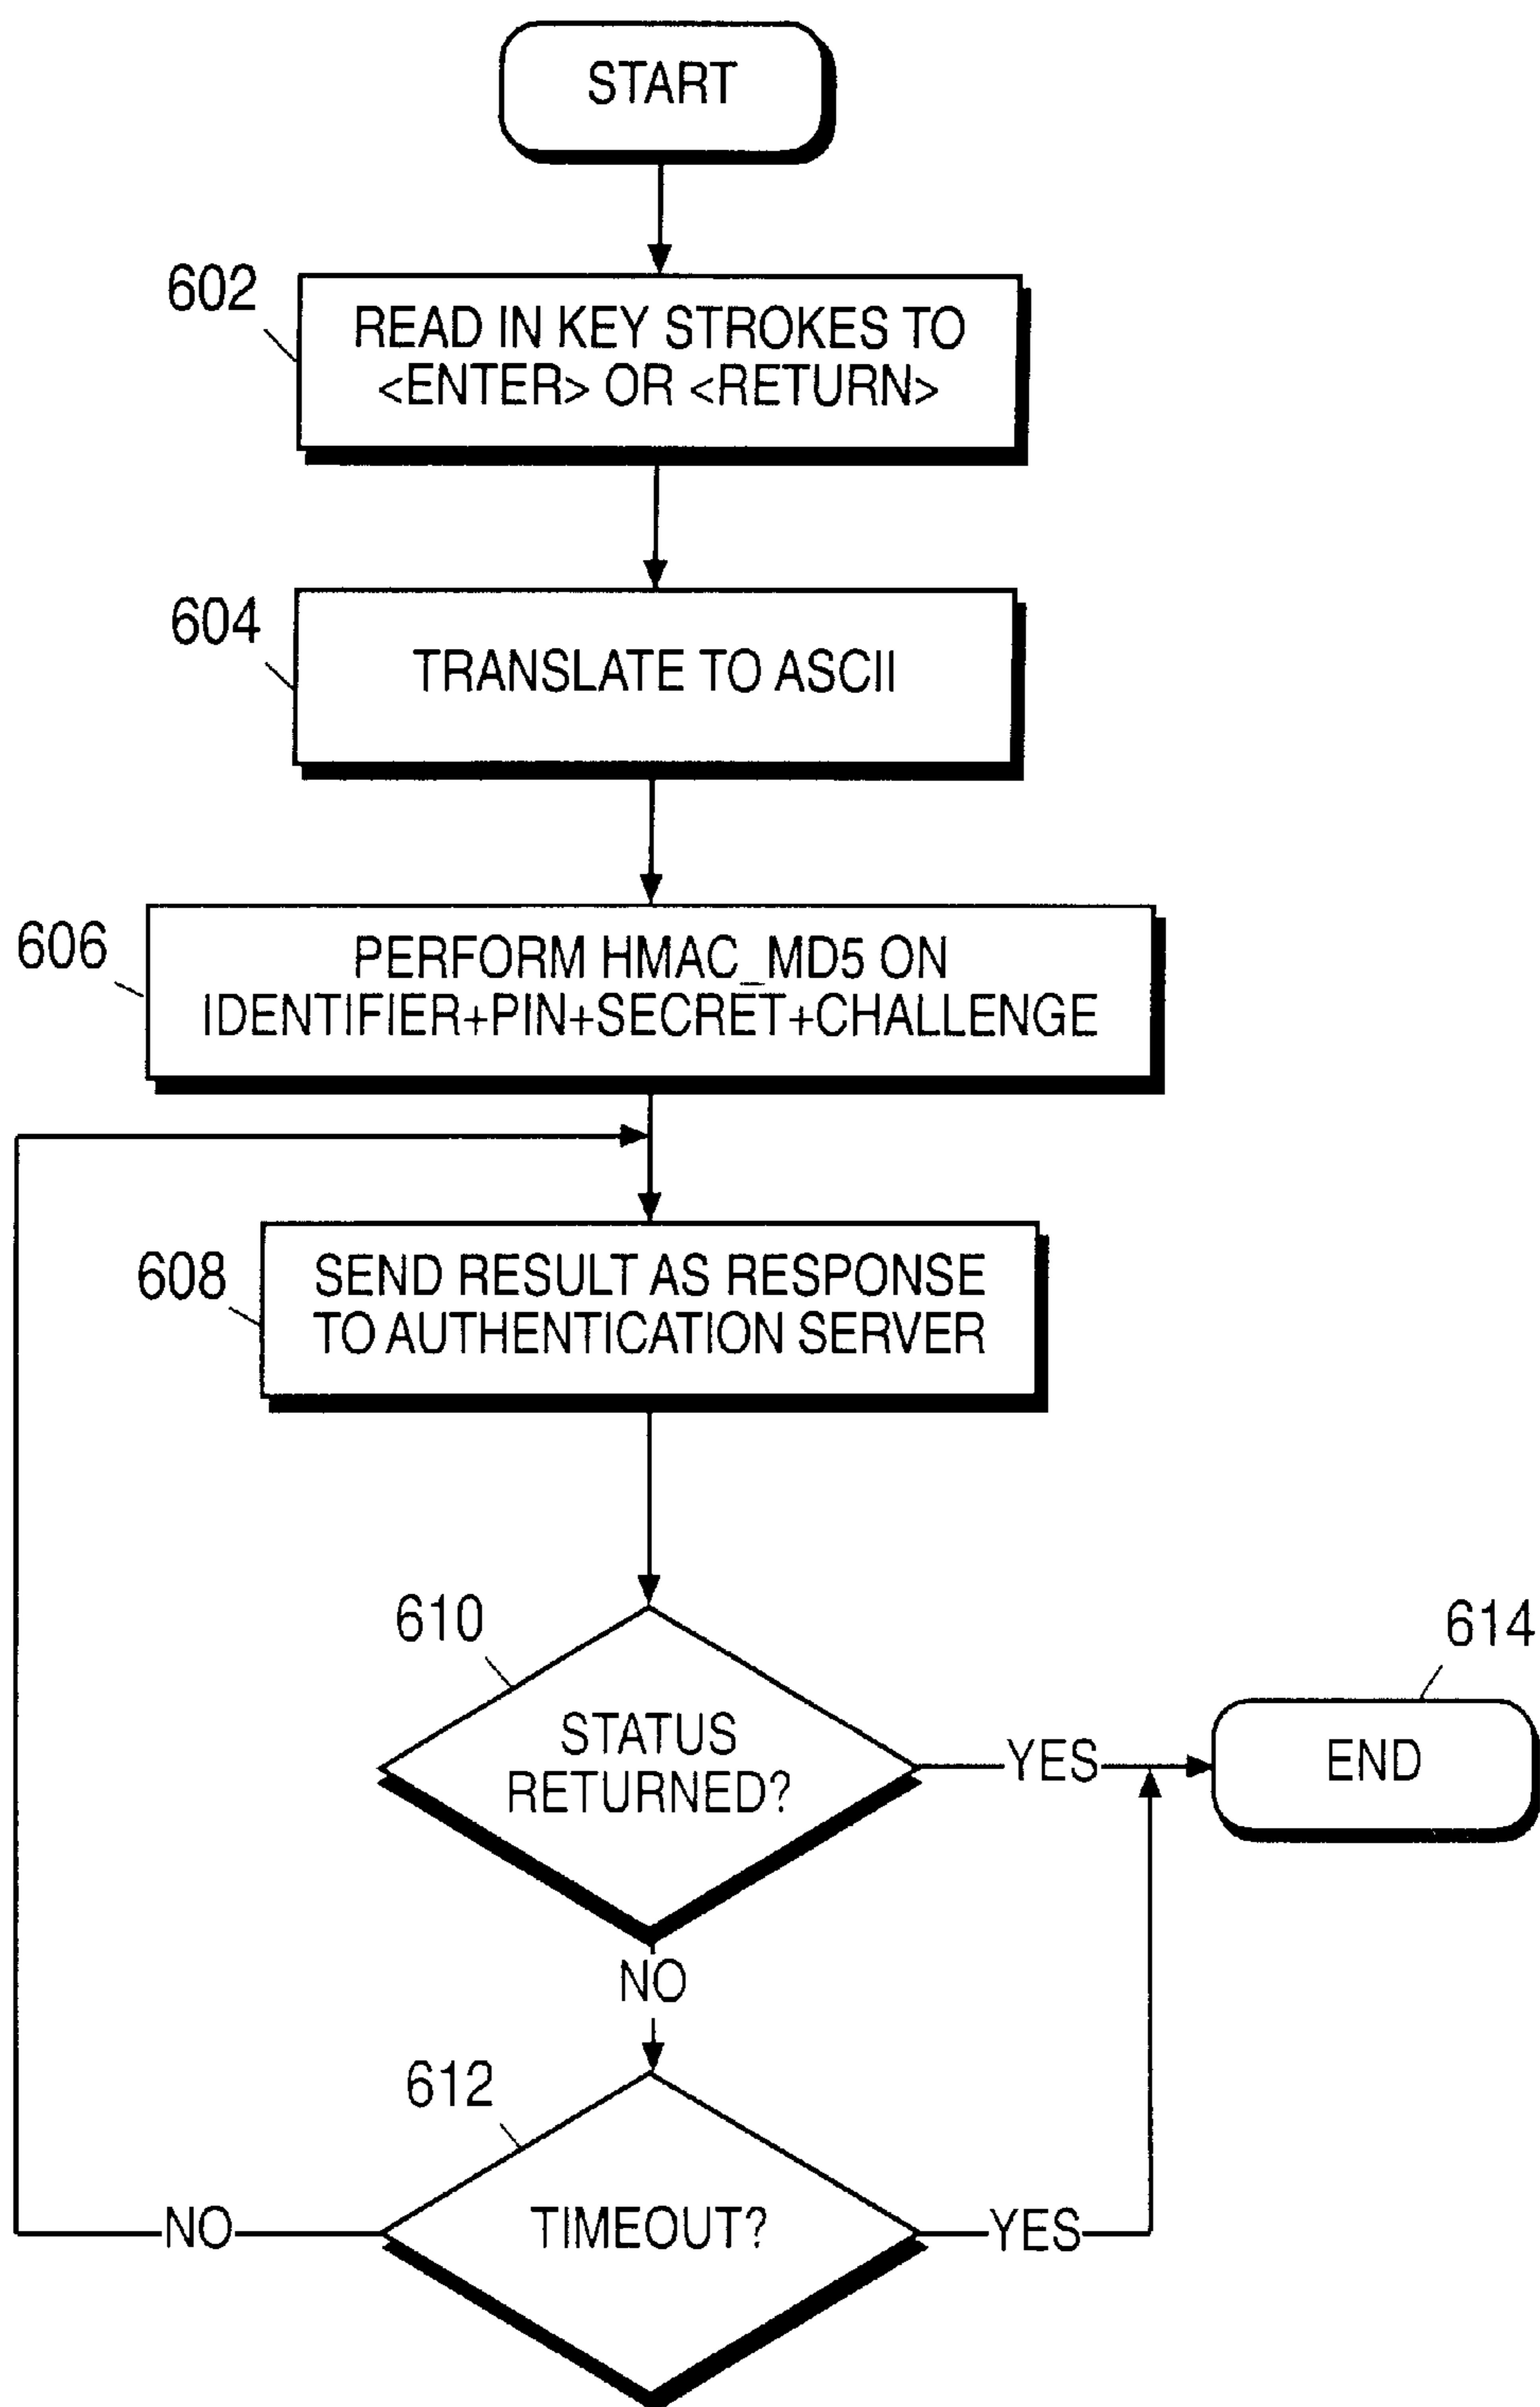 START
602
READ IN KEY STROKES TO
<ENTER> OR <RETURN>
604
TRANSLATE TO ASCII
606
PERFORM HMAC_MD5 ON
IDENTIFIER+PIN+SECRET+CHALLENGE
608
SEND RESULT AS RESPONSE
TO AUTHENTICATION SERVER
610
STATUS
RETURNED?
YES
614
END
NO
612
TIMEOUT?
NO
YES